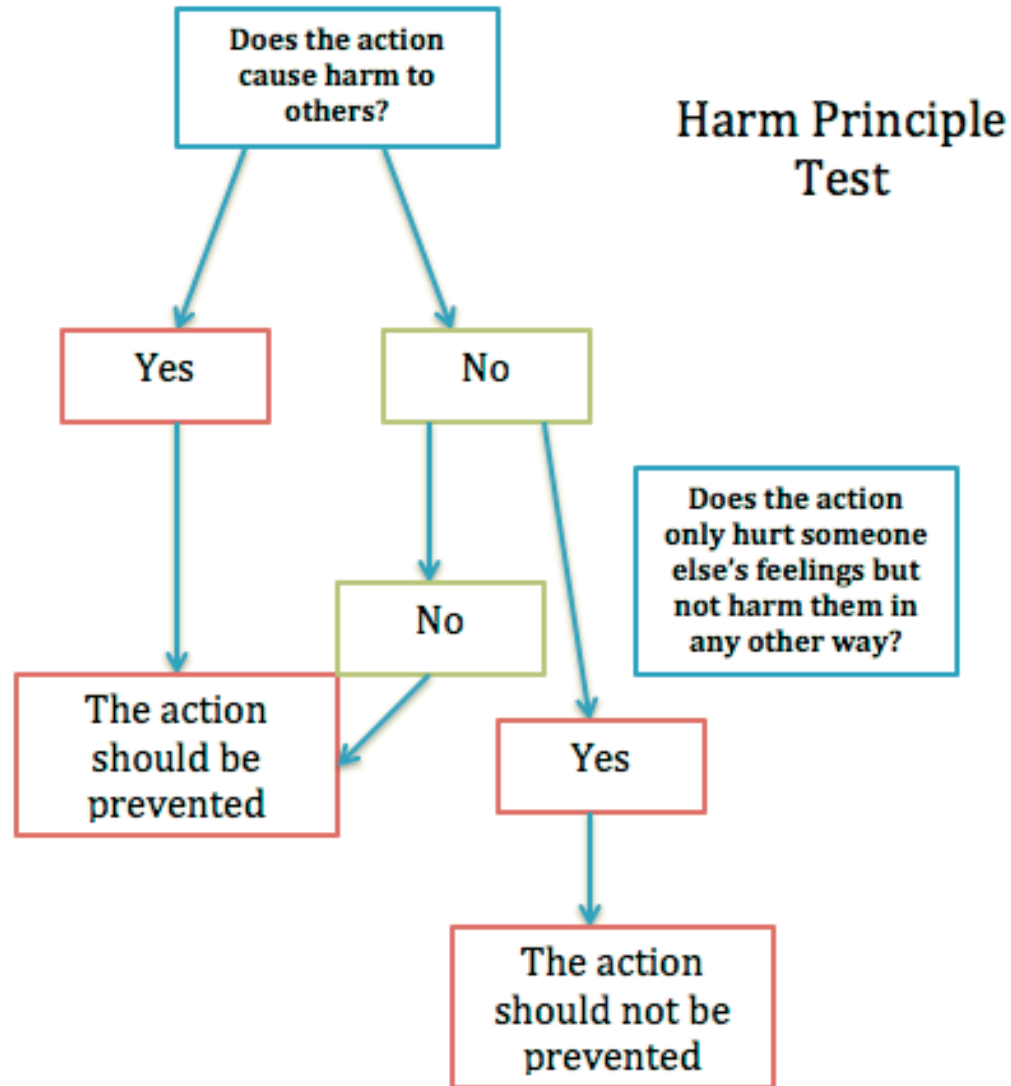 Does the action
cause harm to
others?
Harm Principle
Test
Yes
No
Does the action
only hurt someone
else's feelings but
not harm them in
any other way?
No
The action
should be
prevented
Yes
The action
should not be
prevented